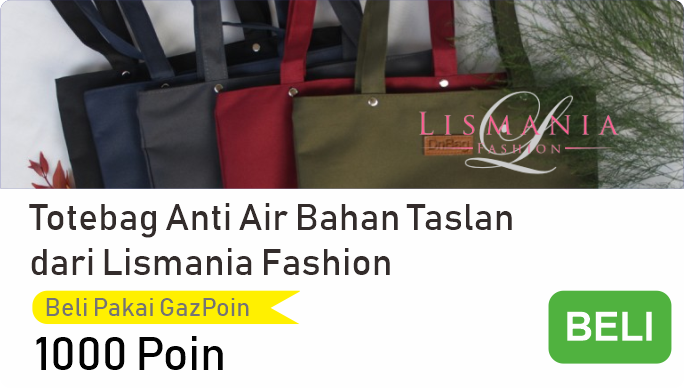 LISMANIA
FASHION
Totebag Anti Air Bahan Taslan
dari Lismania Fashion
Beli Pakai GazPoin
1000 Poin
BELI